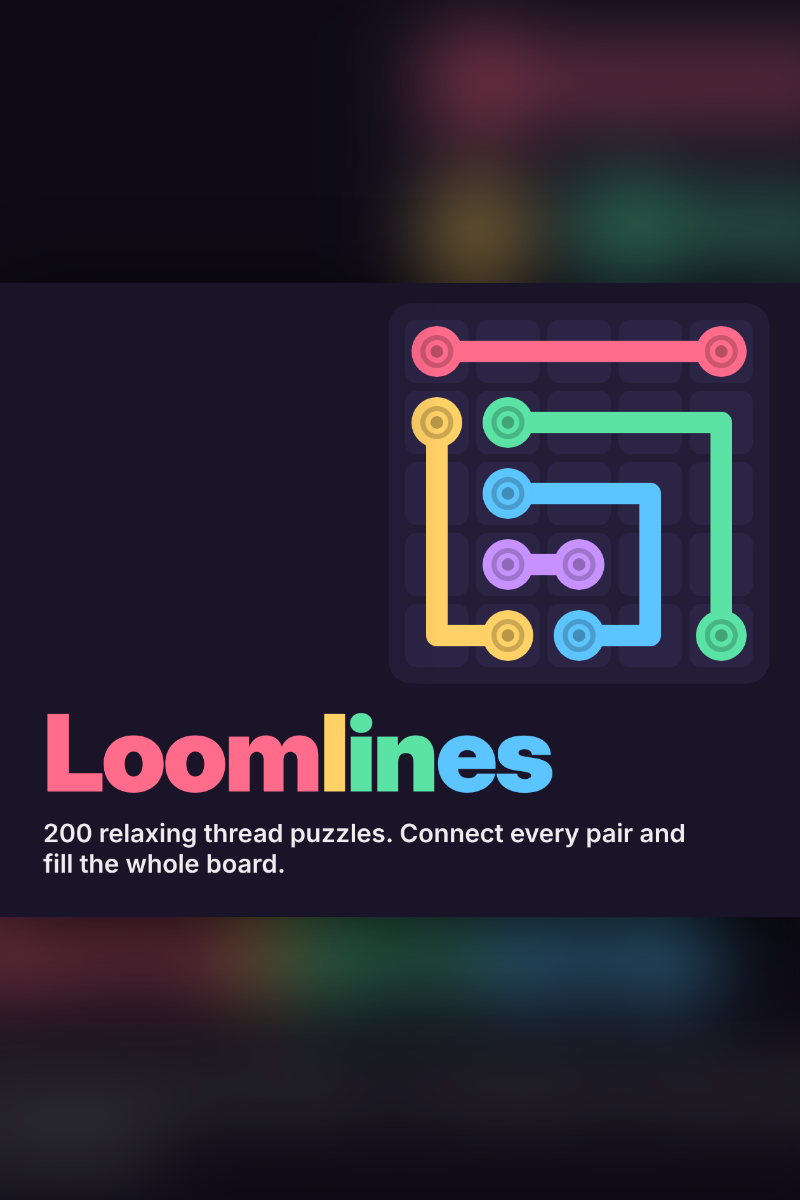 Loomlines
200 relaxing thread puzzles. Connect every pair and
fill the whole board.